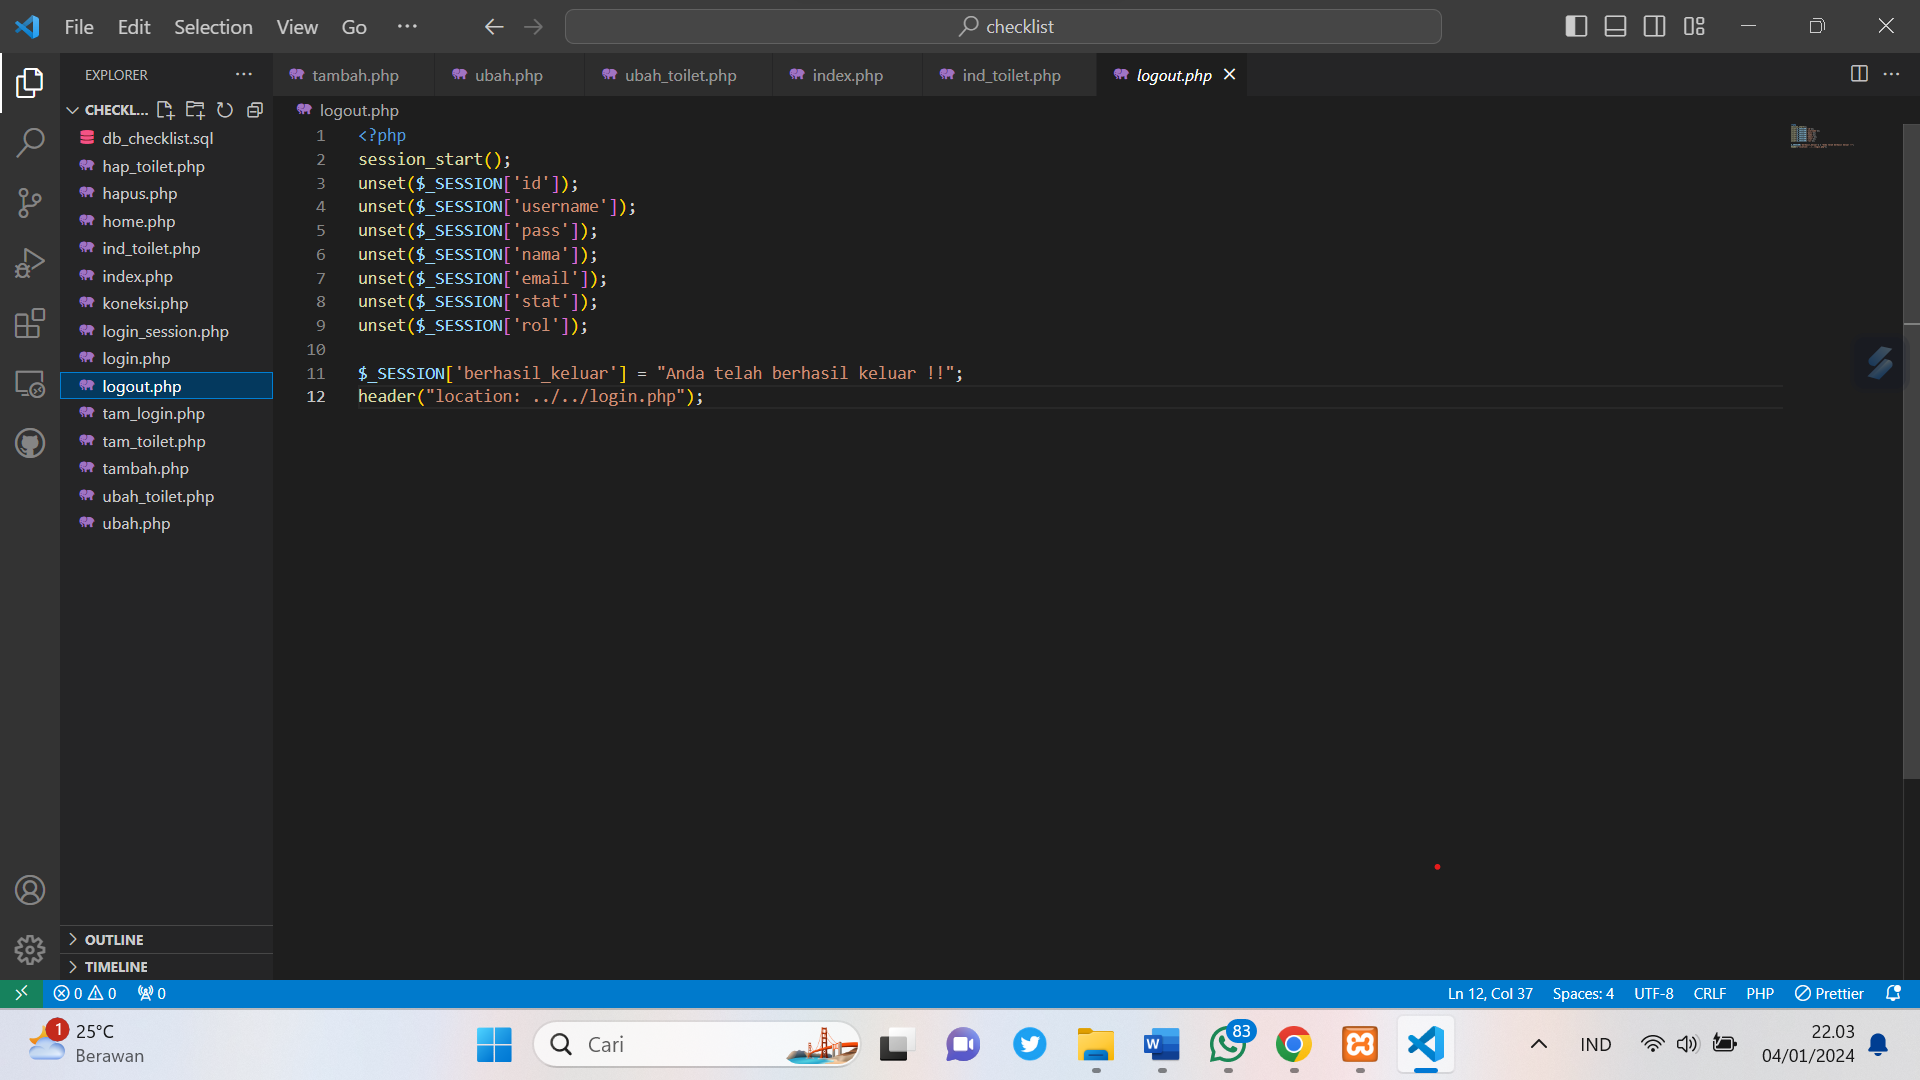 File Edit Selection View Go ···
checklist
EXPLORER ···
tambah.php ubah.php ubah_toilet.php index.php ind_toilet.php logout.php
CHECKL...
db_checklist.sql
hap_toilet.php
hapus.php
home.php
ind_toilet.php
index.php
koneksi.php
login_session.php
login.php
logout.php
tam_login.php
tam_toilet.php
tambah.php
ubah_toilet.php
ubah.php
OUTLINE
TIMELINE
logout.php
1 <?php
2 session_start();
3 unset($_SESSION['id']);
4 unset($_SESSION['username']);
5 unset($_SESSION['pass']);
6 unset($_SESSION['nama']);
7 unset($_SESSION['email']);
8 unset($_SESSION['stat']);
9 unset($_SESSION['rol']);
10
11 $_SESSION['berhasil_keluar'] = "Anda telah berhasil keluar !!";
12 header("location: ../../login.php");
0 0 0
Ln 12, Col 37 Spaces: 4 UTF-8 CRLF PHP Prettier
1
25°C
Berawan
Cari
W
83
IND
22.03
04/01/2024